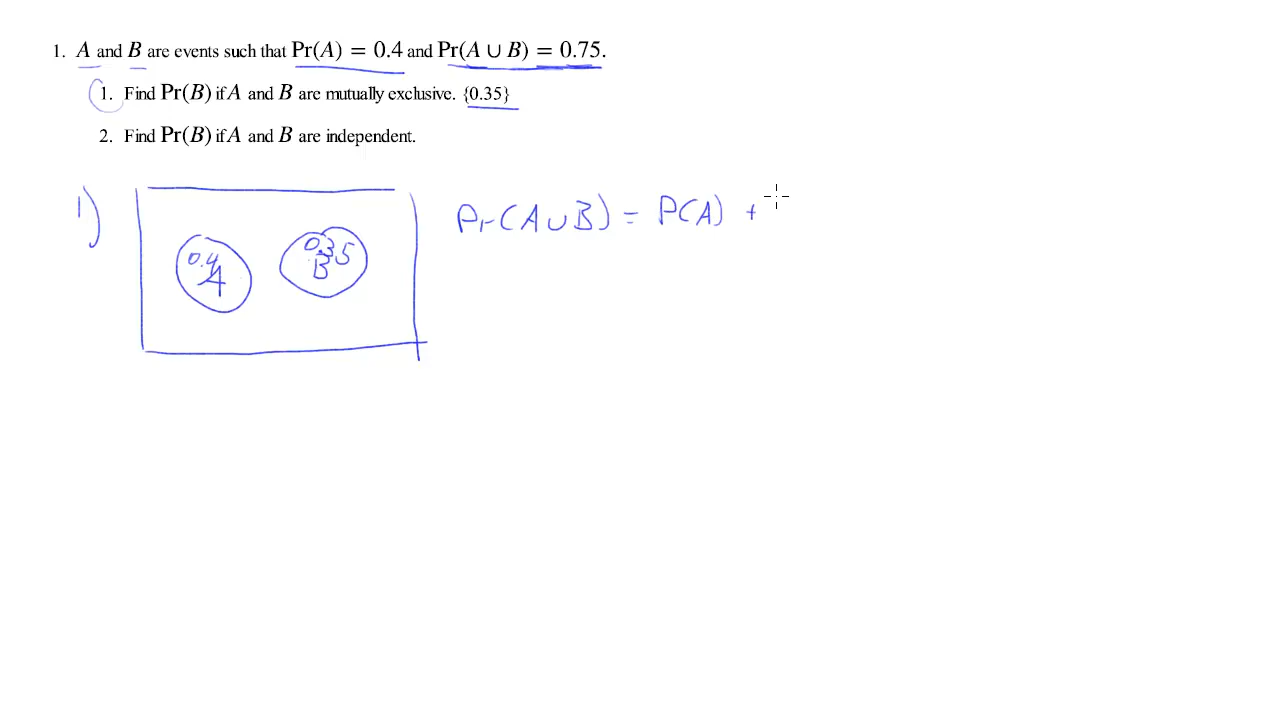 1. A and B are events such that Pr(A) = 0.4 and Pr(A ∪ B) = 0.75.
1. Find Pr(B) if A and B are mutually exclusive. {0.35}
2. Find Pr(B) if A and B are independent.
1)
Pr(A∪B) = P(A) +
0.4
A
0.35
B